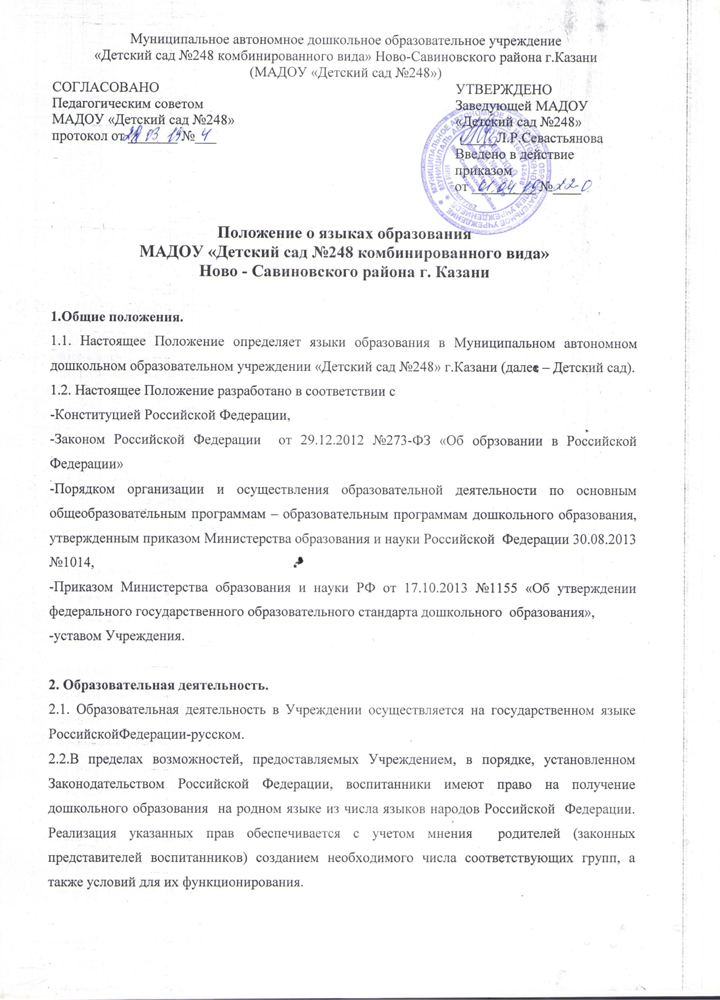 Муниципальное автономное дошкольное образовательное учреждение
«Детский сад №248 комбинированного вида» Ново-Савиновского района г.Казани
(МАДОУ «Детский сад №248»)
СОГЛАСОВАНО
Педагогическим советом
МАДОУ «Детский сад №248»
протокол от 03 19 № 4
УТВЕРЖДЕНО
Заведующей МАДОУ
«Детский сад №248»
Л.Р.Севастьянова
Введено в действие
приказом
от 01.04.19 № 22-О
Положение о языках образования
МАДОУ «Детский сад №248 комбинированного вида»
Ново - Савиновского района г. Казани
1.Общие положения.
1.1. Настоящее Положение определяет языки образования в Муниципальном автономном
дошкольном образовательном учреждении «Детский сад №248» г.Казани (далее – Детский сад).
1.2. Настоящее Положение разработано в соответствии с
-Конституцией Российской Федерации,
-Законом Российской Федерации от 29.12.2012 №273-ФЗ «Об обрзовании в Российской
Федерации»
-Порядком организации и осуществления образовательной деятельности по основным
общеобразовательным программам – образовательным программам дошкольного образования,
утвержденным приказом Министерства образования и науки Российской Федерации 30.08.2013
№1014,
-Приказом Министерства образования и науки РФ от 17.10.2013 №1155 «Об утверждении
федерального государственного образовательного стандарта дошкольного образования»,
-уставом Учреждения.
2. Образовательная деятельность.
2.1. Образовательная деятельность в Учреждении осуществляется на государственном языке
РоссийскойФедерации-русском.
2.2.В пределах возможностей, предоставляемых Учреждением, в порядке, установленном
Законодательством Российской Федерации, воспитанники имеют право на получение
дошкольного образования на родном языке из числа языков народов Российской Федерации.
Реализация указанных прав обеспечивается с учетом мнения родителей (законных
представителей воспитанников) созданием необходимого числа соответствующих групп, а
также условий для их функционирования.